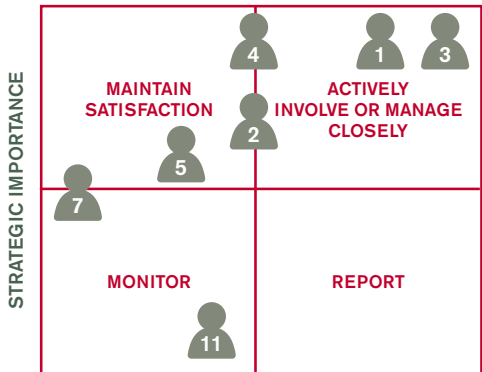 STRATEGIC IMPORTANCE
4
1
3
MAINTAIN
SATISFACTION
ACTIVELY
INVOLVE OR MANAGE
CLOSELY
2
5
7
MONITOR
REPORT
11